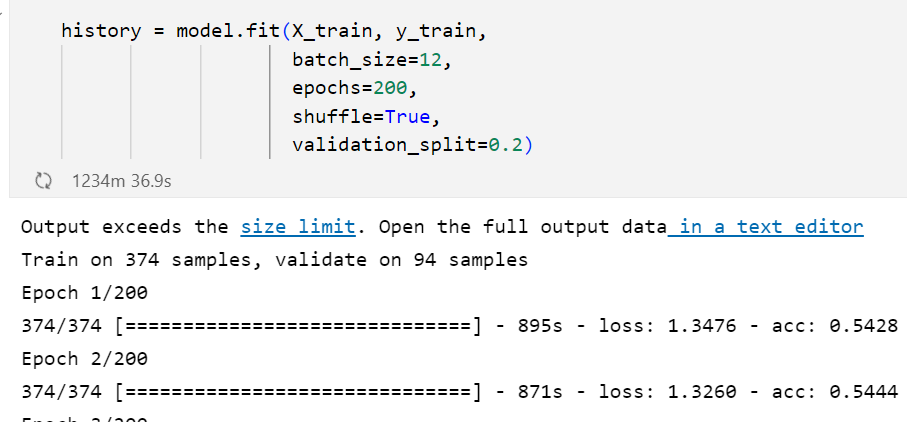 history = model.fit(X_train, y_train,
batch_size=12,
epochs=200,
shuffle=True,
validation_split=0.2)
1234m 36.9s
Output exceeds the size limit. Open the full output data in a text editor
Train on 374 samples, validate on 94 samples
Epoch 1/200
374/374 [==============================] - 895s - loss: 1.3476 - acc: 0.5428
Epoch 2/200
374/374 [==============================] - 871s - loss: 1.3260 - acc: 0.5444